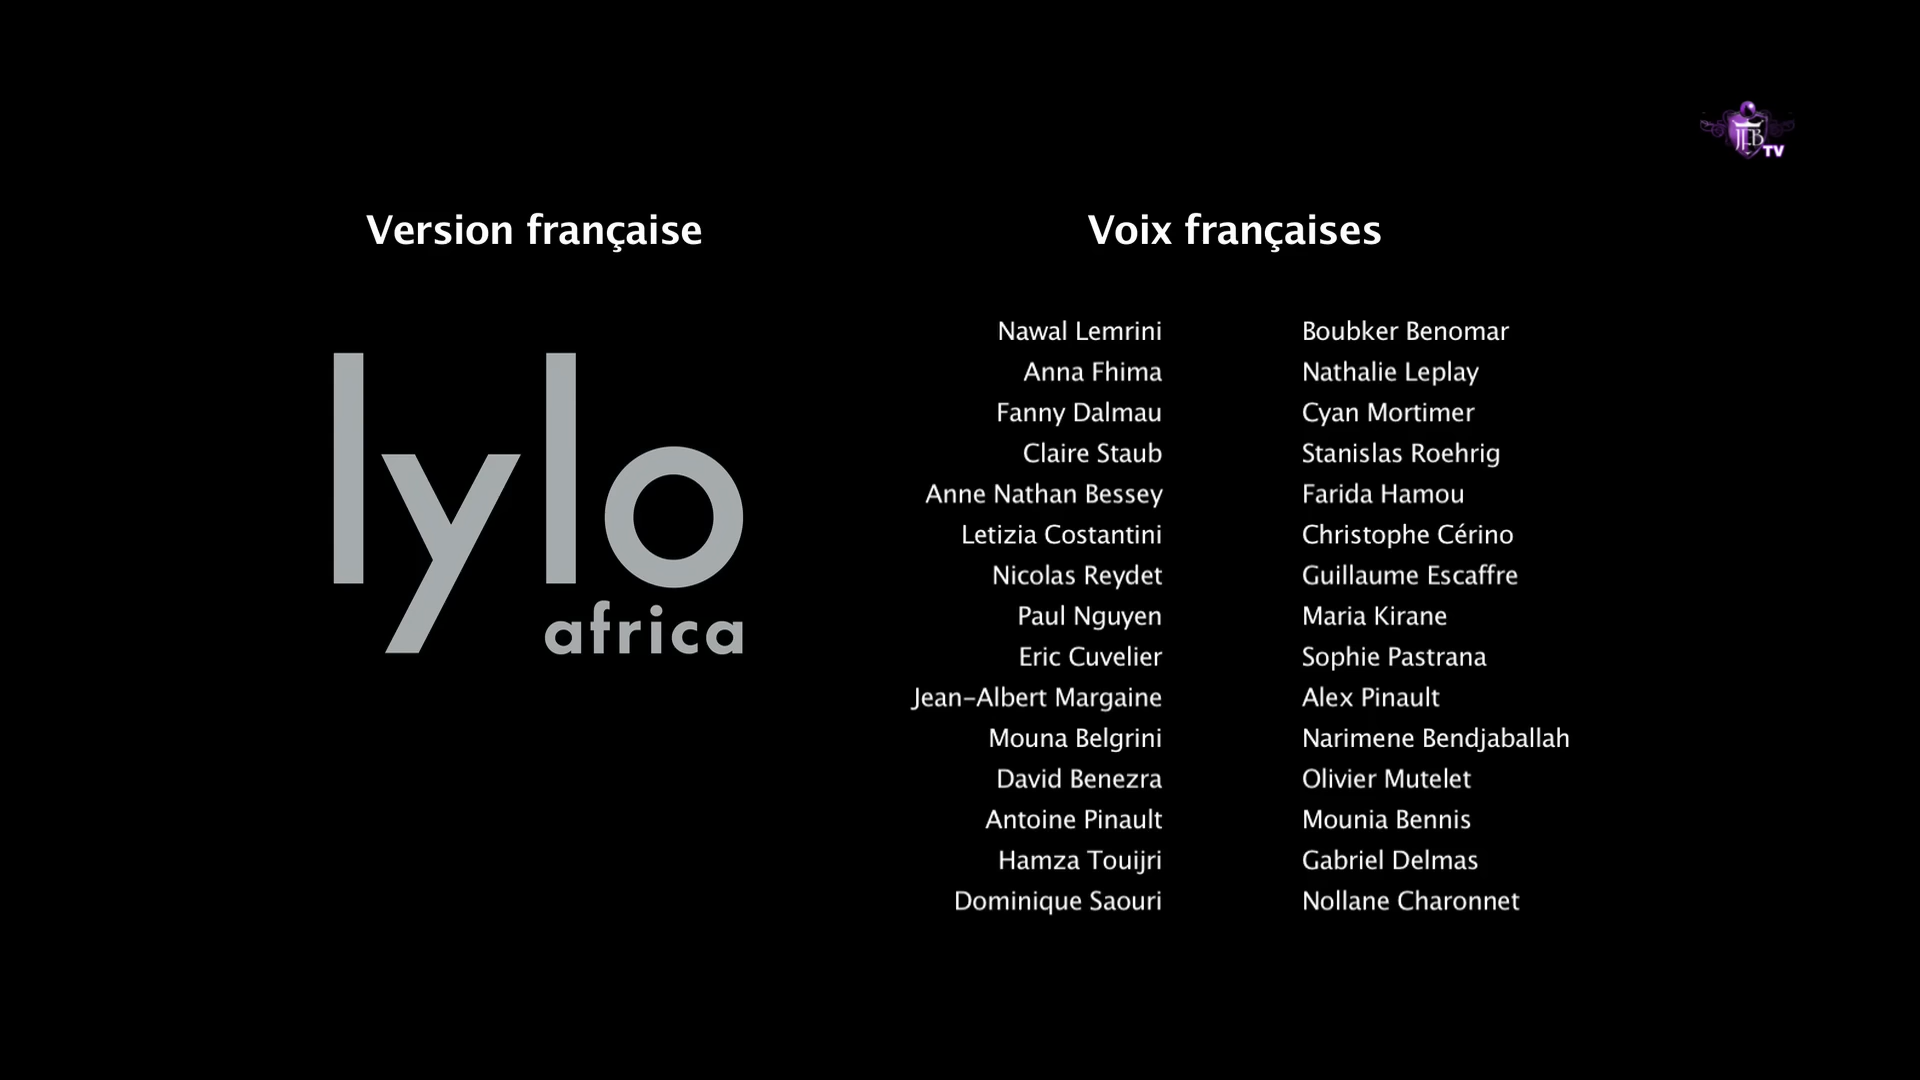 JFB
TV
Version française
lylo
africa
Voix françaises
Nawal Lemrini
Boubker Benomar
Anna Fhima
Nathalie Leplay
Fanny Dalmau
Cyan Mortimer
Claire Staub
Stanislas Roehrig
Anne Nathan Bessey
Farida Hamou
Letizia Costantini
Christophe Cérino
Nicolas Reydet
Guillaume Escaffre
Paul Nguyen
Maria Kirane
Eric Cuvelier
Sophie Pastrana
Jean-Albert Margaine
Alex Pinault
Mouna Belgrini
Narimene Bendjaballah
David Benezra
Olivier Mutelet
Antoine Pinault
Mounia Bennis
Hamza Touijri
Gabriel Delmas
Dominique Saouri
Nollane Charonnet